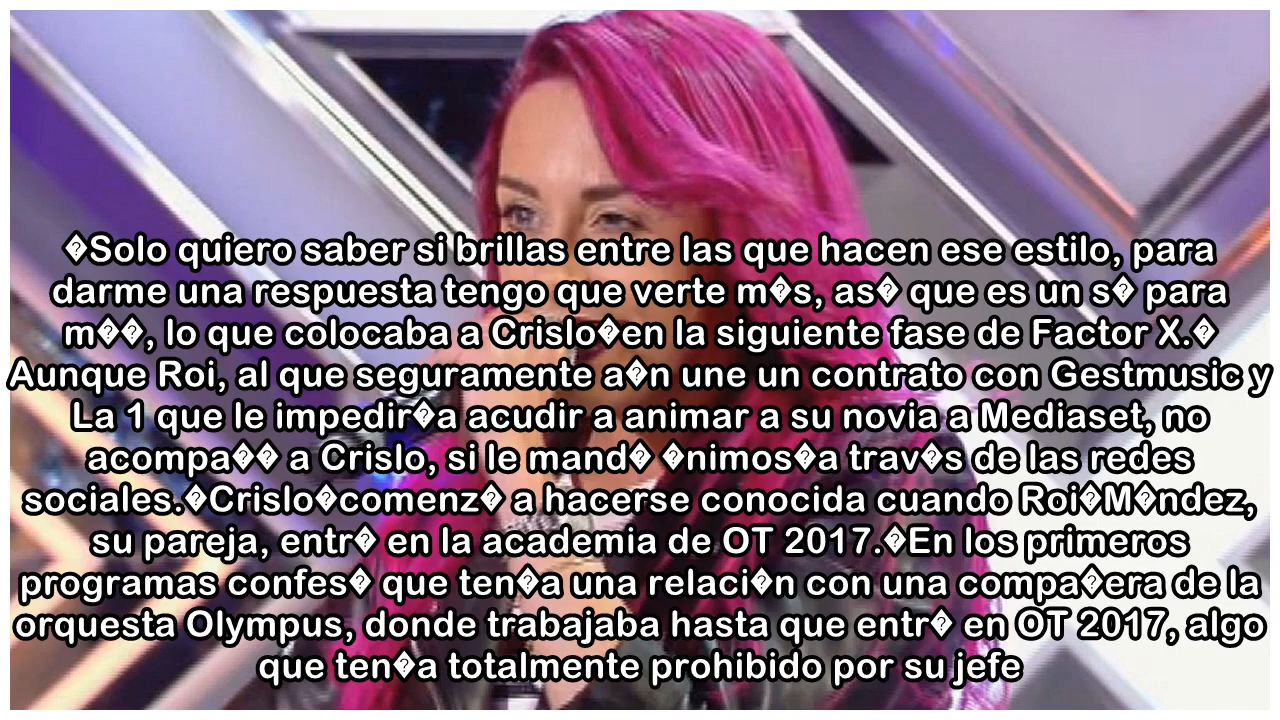 �Solo quiero saber si brillas entre las que hacen ese estilo, para
darme una respuesta tengo que verte m�s, as� que es un s� para
m��, lo que colocaba a Crislo�en la siguiente fase de Factor X.�
Aunque Roi, al que seguramente a�n une un contrato con Gestmusic y
La 1 que le impedir�a acudir a animar a su novia a Mediaset, no
acompa�� a Crislo, si le mand� �nimos�a trav�s de las redes
sociales.�Crislo�comenz� a hacerse conocida cuando Roi�M�ndez,
su pareja, entr� en la academia de OT 2017.�En los primeros
programas confes� que ten�a una relaci�n con una compa�era de la
orquesta Olympus, donde trabajaba hasta que entr� en OT 2017, algo
que ten�a totalmente prohibido por su jefe